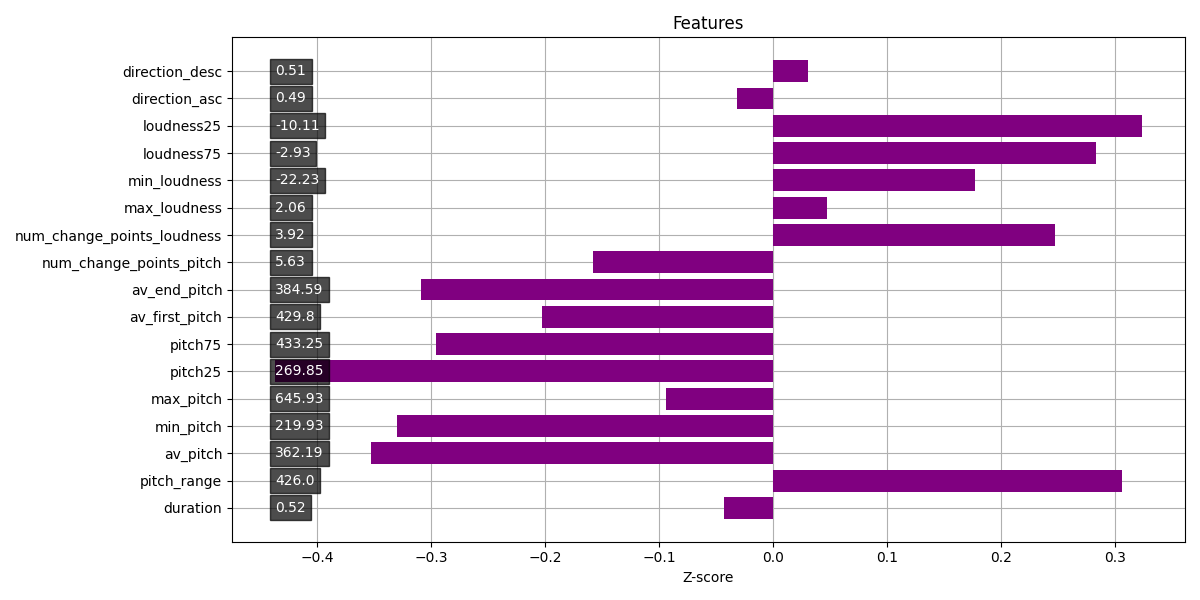 Features
direction_desc 0.51
direction_asc 0.49
loudness25 -10.11
loudness75 -2.93
min_loudness -22.23
max_loudness 2.06
num_change_points_loudness 3.92
num_change_points_pitch 5.63
av_end_pitch 384.59
av_first_pitch 429.8
pitch75 433.25
pitch25 269.85
max_pitch 645.93
min_pitch 219.93
av_pitch 362.19
pitch_range 426.0
duration 0.52
−0.4 −0.3 −0.2 −0.1 0.0 0.1 0.2 0.3
Z-score